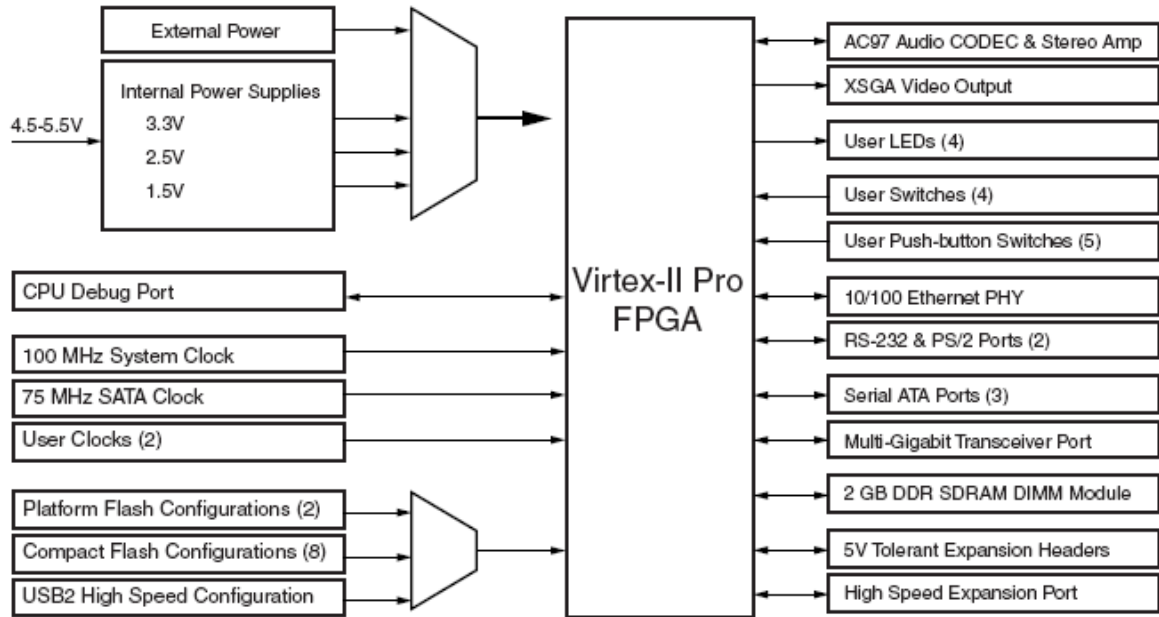 External Power
Internal Power Supplies
4.5-5.5V
3.3V
2.5V
1.5V
CPU Debug Port
100 MHz System Clock
75 MHz SATA Clock
User Clocks (2)
Platform Flash Configurations (2)
Compact Flash Configurations (8)
USB2 High Speed Configuration
Virtex-II Pro
FPGA
AC97 Audio CODEC & Stereo Amp
XSGA Video Output
User LEDs (4)
User Switches (4)
User Push-button Switches (5)
10/100 Ethernet PHY
RS-232 & PS/2 Ports (2)
Serial ATA Ports (3)
Multi-Gigabit Transceiver Port
2 GB DDR SDRAM DIMM Module
5V Tolerant Expansion Headers
High Speed Expansion Port